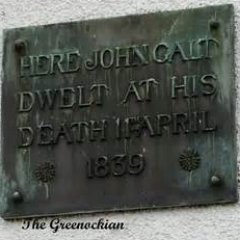 HERE JOHN GALT
DWELT AT HIS
DEATH 11 APRIL
1839
The Greenockian